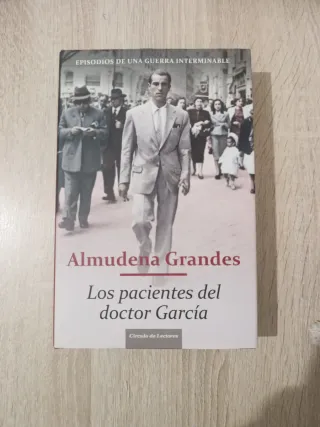 EPISODIOS DE UNA GUERRA INTERMINABLE
Almudena Grandes
Los pacientes del
doctor García
Círculo de Lectores